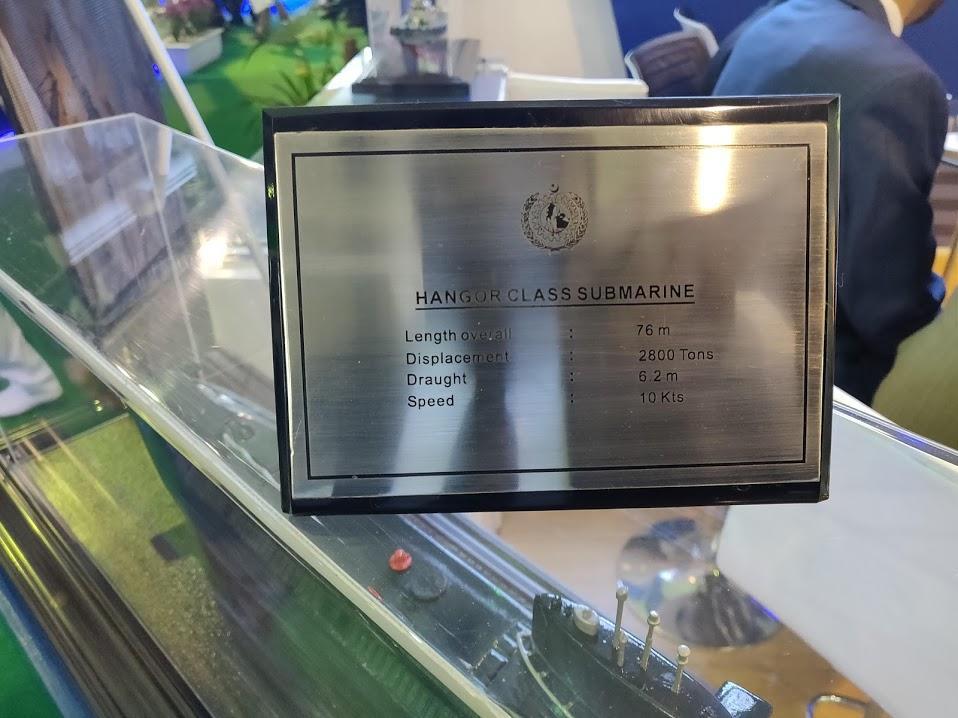 HANGOR CLASS SUBMARINE
Length overall : 76 m
Displacement : 2800 Tons
Draught : 6.2 m
Speed : 10 Kts